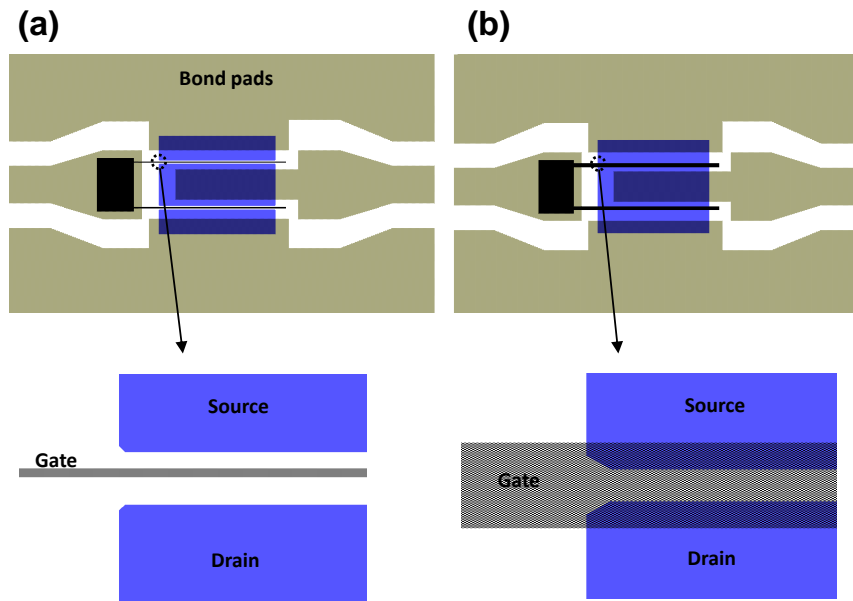 (a)
(b)
Bond pads
Source
Gate
Drain
Source
Gate
Drain